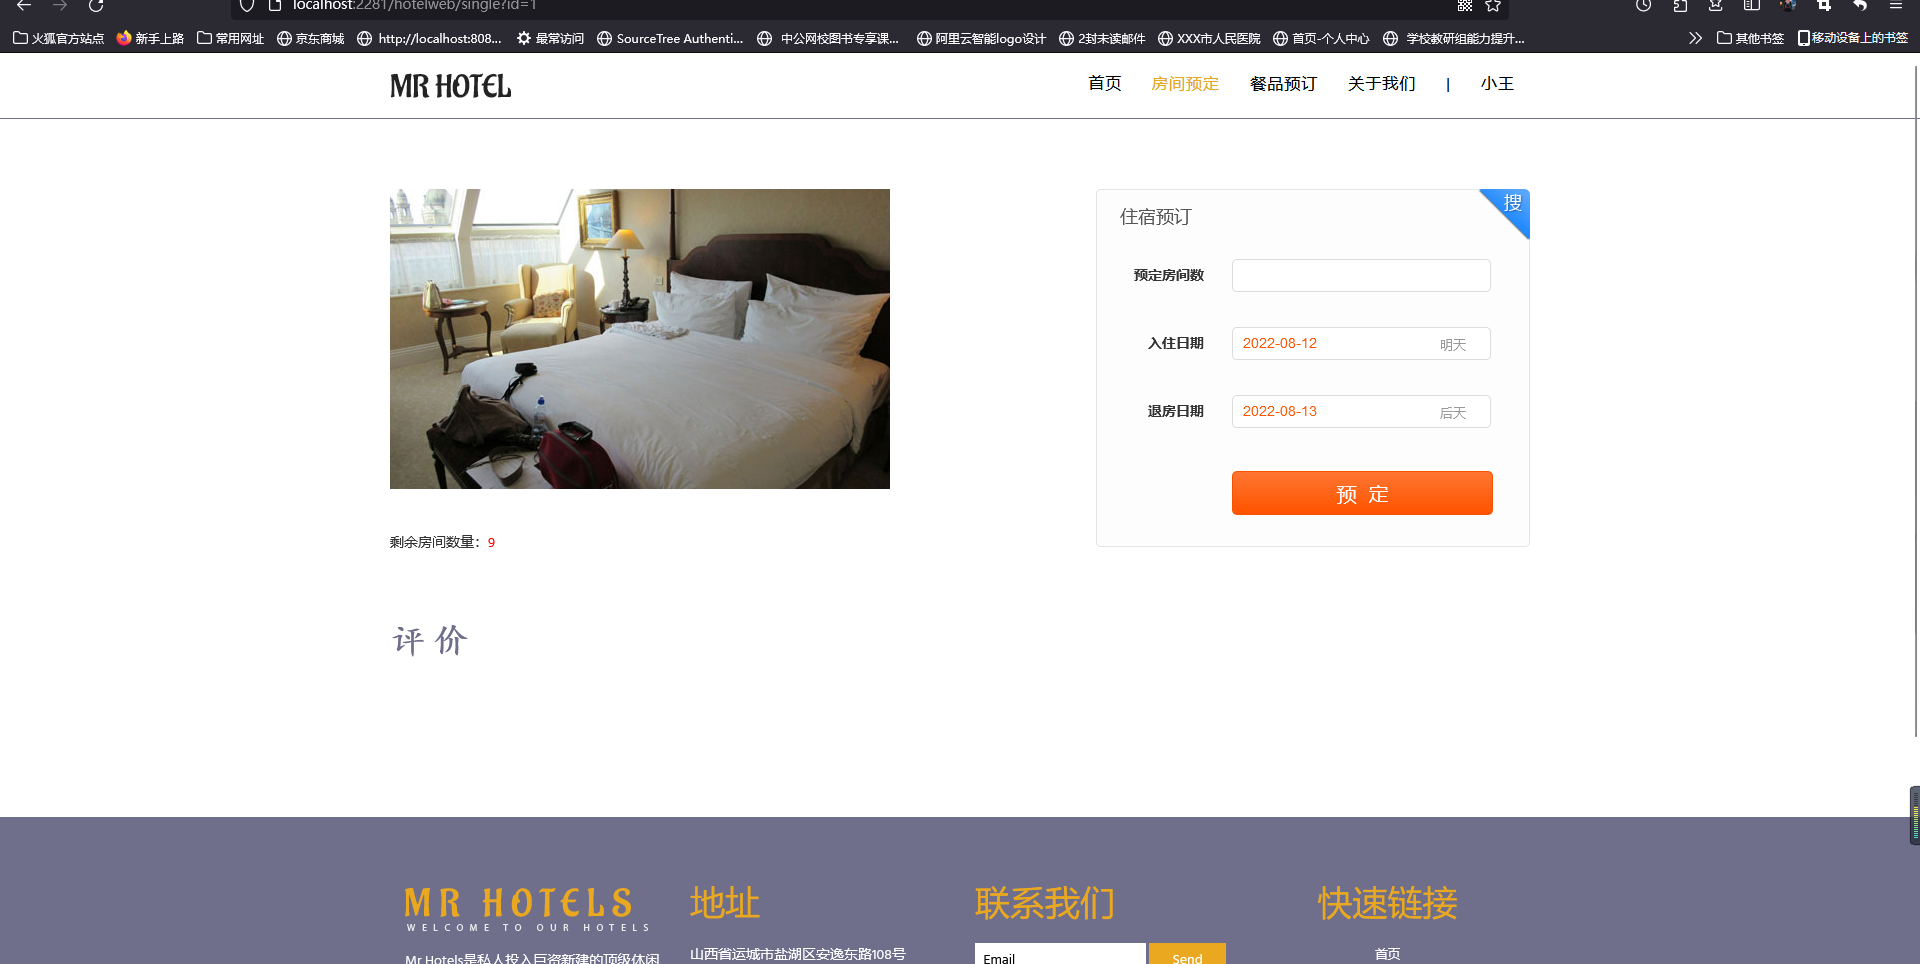 localhost:2281/hotelweb/single?id=1
火狐官方站点 新手上路 常用网址 京东商城 http://localhost:808... 最常访问 SourceTree Authenti... 中公网校图书专享课... 阿里云智能logo设计 2封未读邮件 XXX市人民医院 首页-个人中心 学校教研组能力提升... 其他书签 移动设备上的书签
MR HOTEL 首页 房间预定 餐品预订 关于我们 | 小王
搜
住宿预订
预定房间数
入住日期 2022-08-12 明天
退房日期 2022-08-13 后天
预 定
剩余房间数量：9
评 价
MR HOTELS
WELCOME TO OUR HOTELS
Mr Hotels是私人投入巨资新建的顶级休闲
地址
山西省运城市盐湖区安逸东路108号
联系我们
Email Send
快速链接
首页